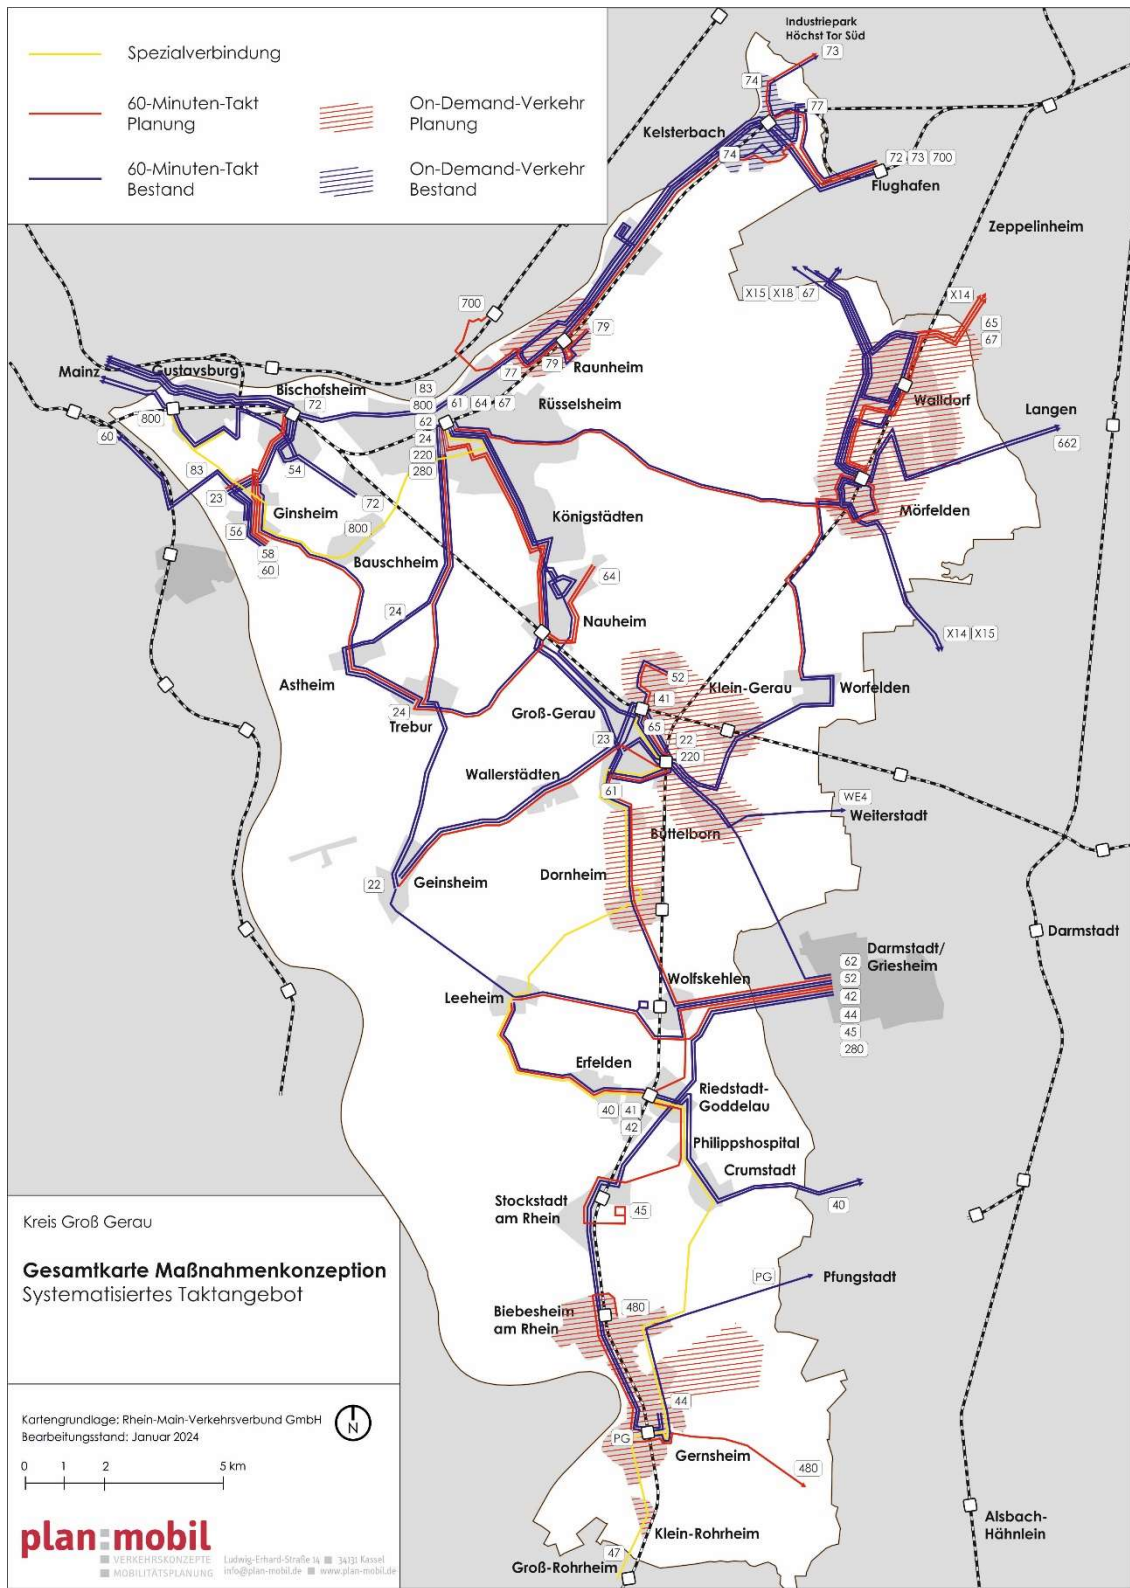 Spezialverbindung
60-Minuten-Takt
Planung
On-Demand-Verkehr
Planung
60-Minuten-Takt
Bestand
On-Demand-Verkehr
Bestand
Industriepark
Höchst Tor Süd
73
74
77
Kelsterbach
74
72 73 700
Flughafen
Zeppelinheim
X15 X18 67
X14
65
67
700
79
79
77
Raunheim
Mainz
Gustavsburg
Bischofsheim
83
800
61 64 67
Rüsselsheim
62
24
220
280
Walldorf
Langen
662
800
72
60
83
54
23
72
Ginsheim
56
800
58
60
Bauschheim
Königstädten
Mörfelden
24
64
Nauheim
X14 X15
Astheim
52
Klein-Gerau
Worfelden
24
Trebur
Groß-Gerau
41
65
23
22
220
Wallerstädten
61
WE4
Weiterstadt
Büttelborn
22
Geinsheim
Dornheim
Darmstadt
Darmstadt/
Griesheim
62
52
42
44
45
280
Wolfskehlen
Leeheim
Erfelden
40 41
42
Riedstadt-
Goddelau
Philippshospital
Crumstadt
40
Stockstadt
am Rhein
45
PG
Pfungstadt
Biebesheim
am Rhein
480
44
PG
Gernsheim
480
Klein-Rohrheim
47
Groß-Rohrheim
Alsbach-
Hähnlein
Kreis Groß Gerau
Gesamtkarte Maßnahmenkonzeption
Systematisiertes Taktangebot
Kartengrundlage: Rhein-Main-Verkehrsverbund GmbH
Bearbeitungsstand: Januar 2024
N
0 1 2 5 km
plan:mobil
VERKEHRSKONZEPTE
MOBILITÄTSPLANUNG
Ludwig-Erhard-Straße 14 34131 Kassel
info@plan-mobil.de www.plan-mobil.de